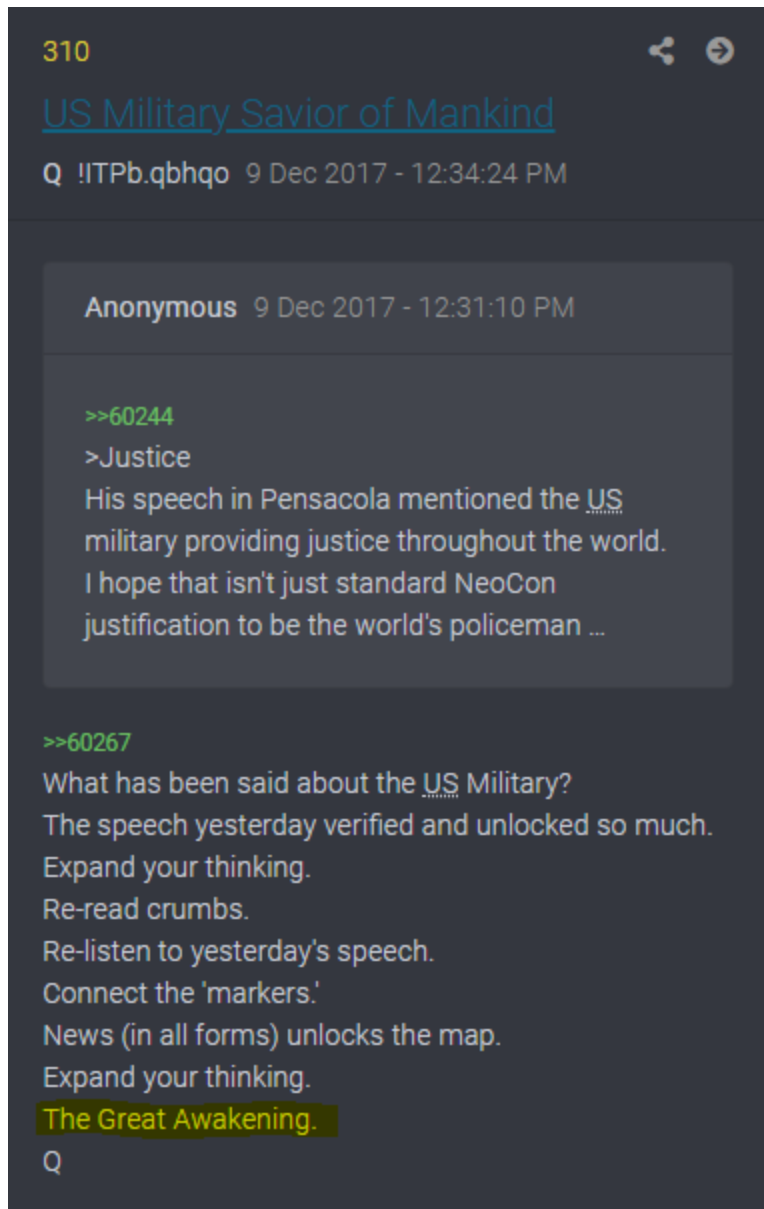 310
US Military Savior of Mankind
Q !ITPb.qbhqo 9 Dec 2017 - 12:34:24 PM
Anonymous 9 Dec 2017 - 12:31:10 PM
>>60244
>Justice
His speech in Pensacola mentioned the US
military providing justice throughout the world.
I hope that isn't just standard NeoCon
justification to be the world's policeman ...
>>60267
What has been said about the US Military?
The speech yesterday verified and unlocked so much.
Expand your thinking.
Re-read crumbs.
Re-listen to yesterday's speech.
Connect the 'markers.'
News (in all forms) unlocks the map.
Expand your thinking.
The Great Awakening.
Q